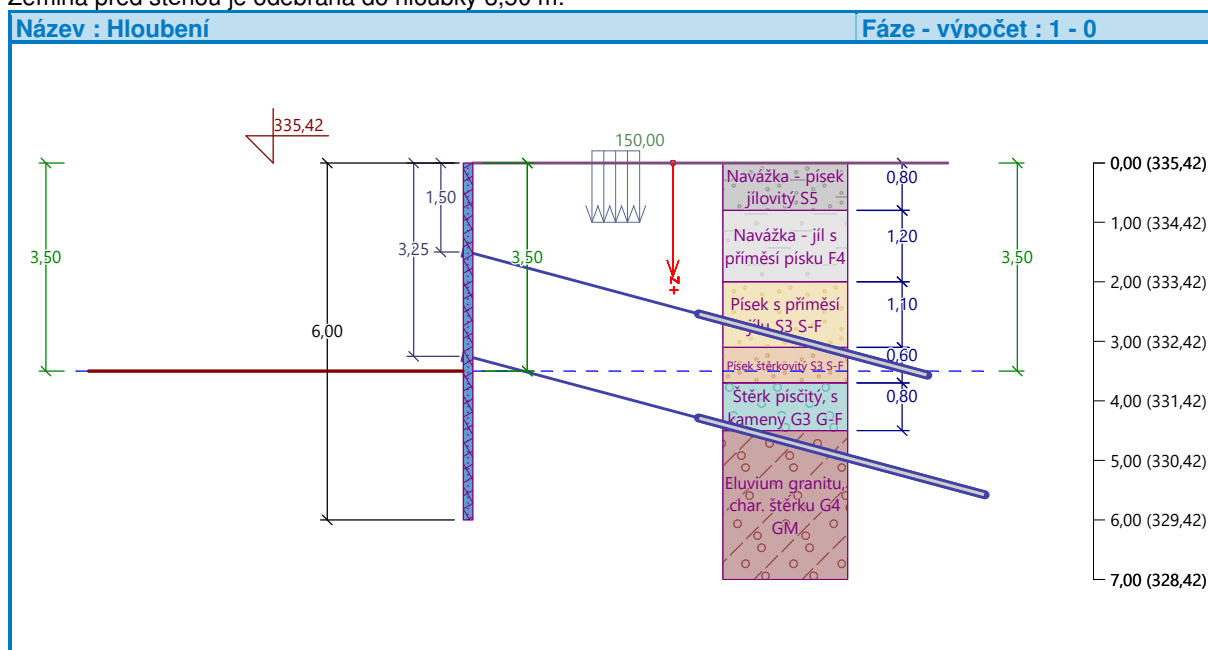 Zemina před stěnou je odebrána do hloubky 3,50 m.
Název : Hloubení
Fáze - výpočet : 1 - 0
335,42
150,00
+z
1,50
3,25
3,50
3,50
6,00
3,50
Navážka - písek
jílovitý S5
Navážka - jíl s
příměsí písku F4
Písek s příměsí
jílu S3 S-F
Písek štěrkovitý S3 S-F
Štěrk písčitý, s
kameny G3 G-F
Eluvium granitu,
char. štěrku G4
GM
0,80
1,20
1,10
0,60
0,80
0,00 (335,42)
1,00 (334,42)
2,00 (333,42)
3,00 (332,42)
4,00 (331,42)
5,00 (330,42)
6,00 (329,42)
7,00 (328,42)